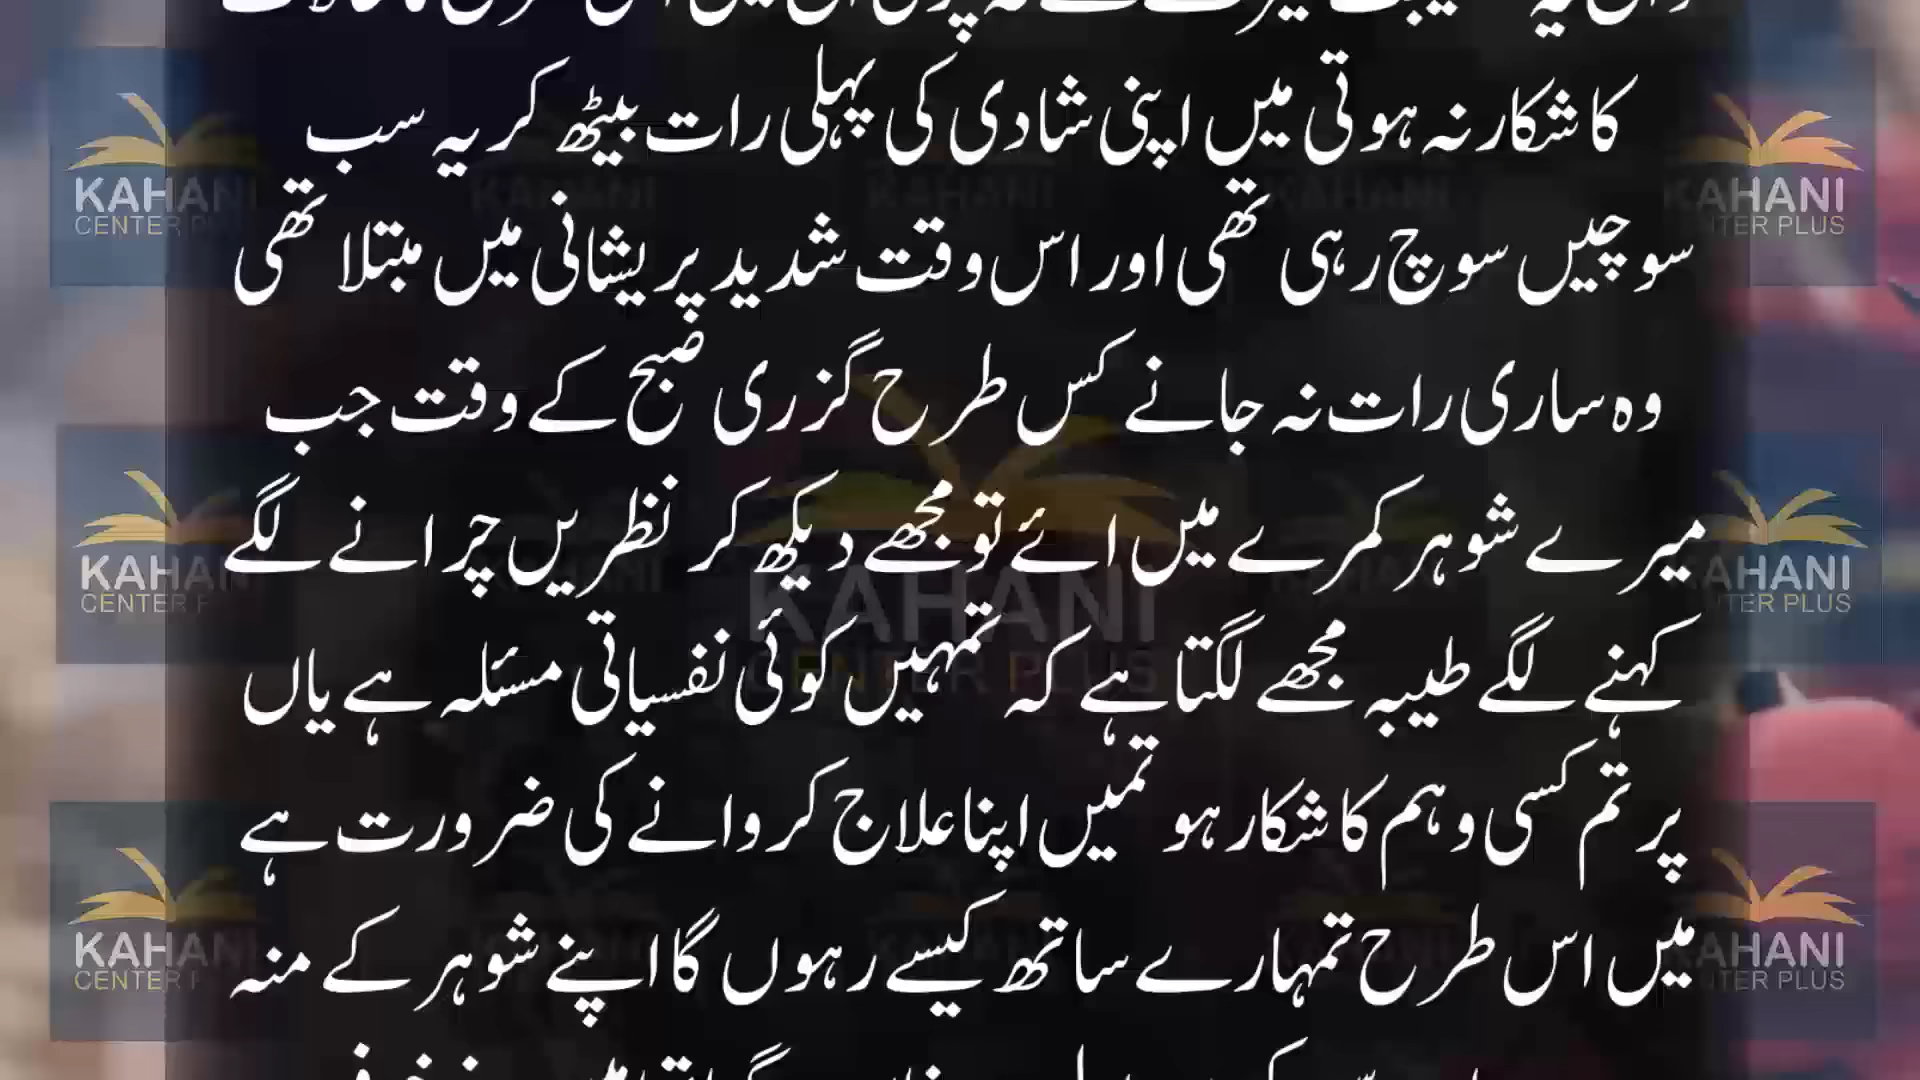 کا شکار نہ ہوتی میں اپنی شادی کی پہلی رات بیٹھ کر یہ سب
سوچیں سوچ رہی تھی اور اس وقت شدید پریشانی میں مبتلا تھی
وہ ساری رات نہ جانے کس طرح گزری صبح کے وقت جب
میرے شوہر کمرے میں ائے تو مجھے دیکھ کر نظریں چرانے لگے
کہنے لگے طیبہ مجھے لگتا ہے کہ تمہیں کوئی نفسیاتی مسئلہ ہے یاں
پر تم کسی وہم کا شکار ہو تمیں اپنا علاج کروانے کی ضرورت ہے
میں اس طرح تمہارے ساتھ کیسے رہوں گا اپنے شوہر کے منہ
KAHANI
CENTER PLUS